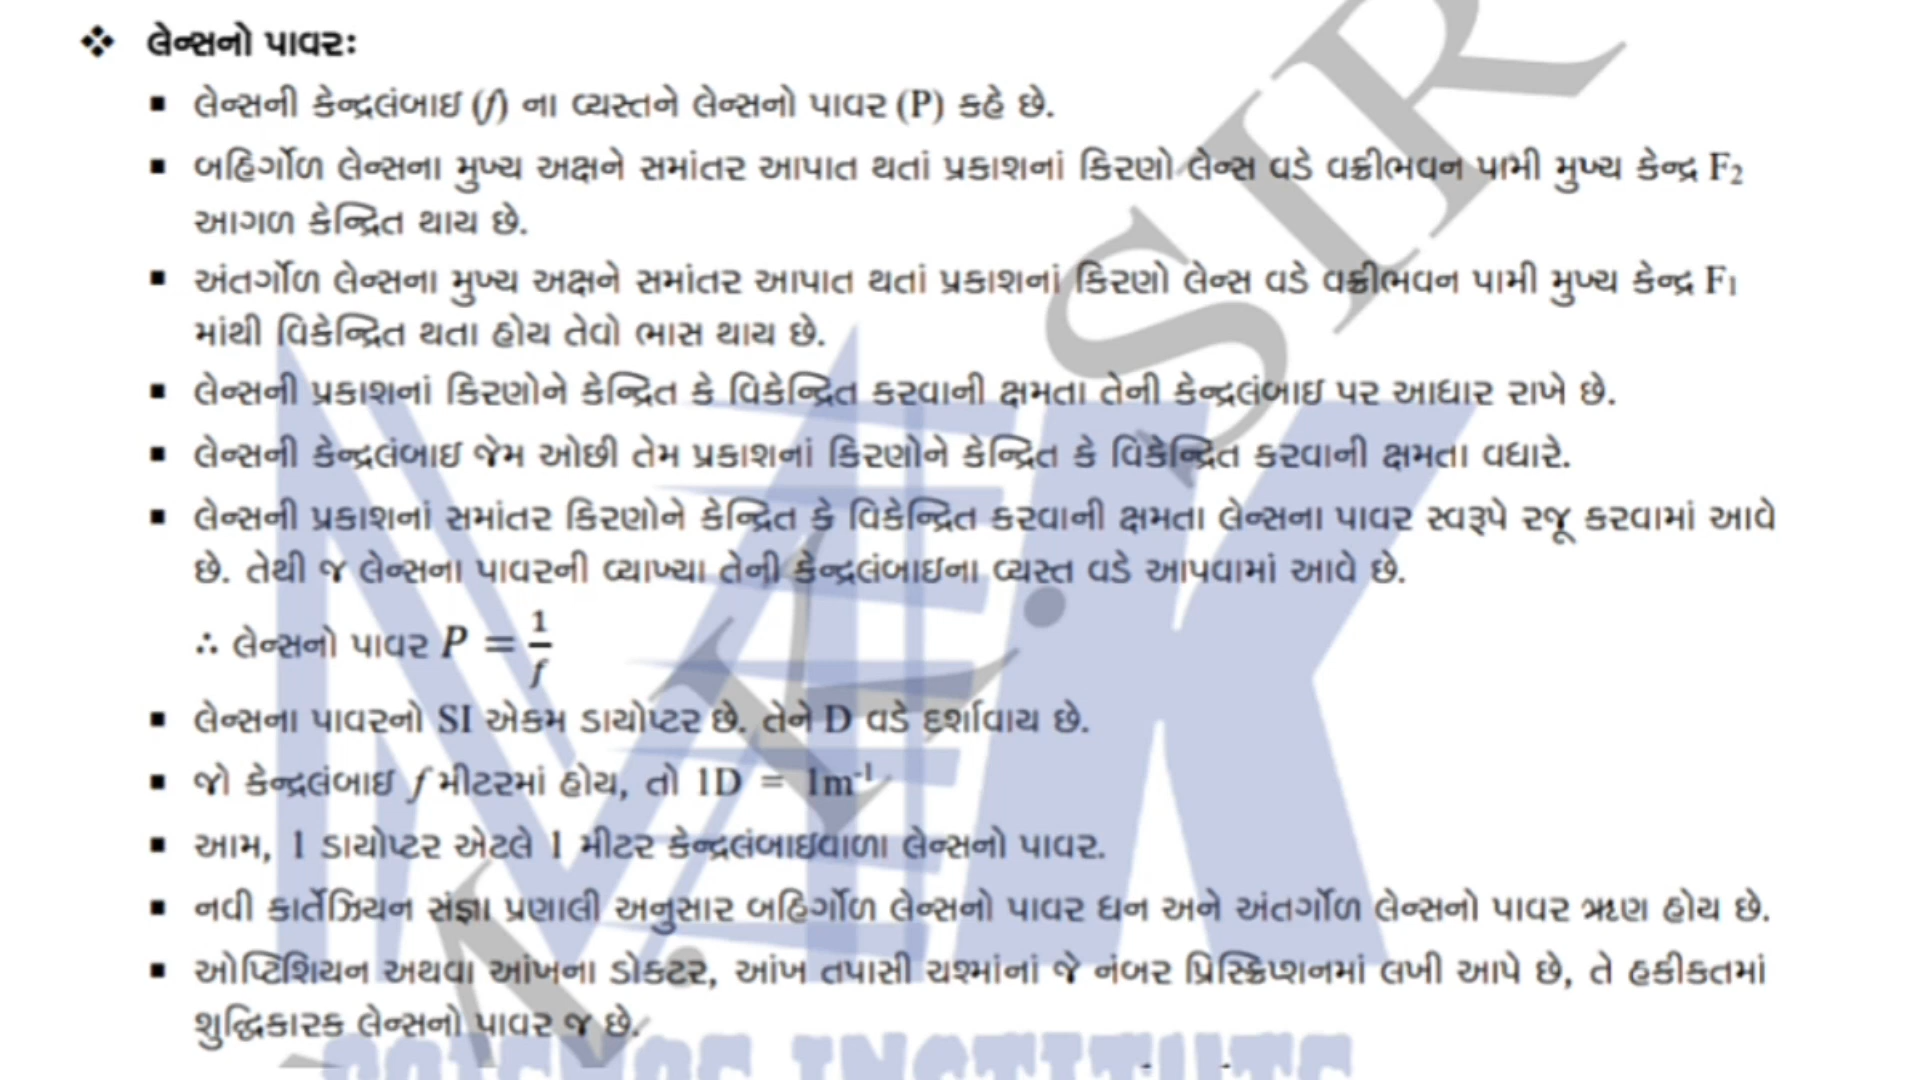 ❖ લેન્સનો પાવરઃ
▪ લેન્સની કેન્દ્રલંબાઇ (f) ના વ્યસ્તને લેન્સનો પાવર (P) કહે છે.
▪ બહિર્ગોળ લેન્સના મુખ્ય અક્ષને સમાંતર આપાત થતાં પ્રકાશનાં કિરણો લેન્સ વડે વક્રીભવન પામી મુખ્ય કેન્દ્ર F₂
આગળ કેન્દ્રિત થાય છે.
▪ અંતર્ગોળ લેન્સના મુખ્ય અક્ષને સમાંતર આપાત થતાં પ્રકાશનાં કિરણો લેન્સ વડે વક્રીભવન પામી મુખ્ય કેન્દ્ર F₁
માંથી વિકેન્દ્રિત થતા હોય તેવો ભાસ થાય છે.
▪ લેન્સની પ્રકાશનાં કિરણોને કેન્દ્રિત કે વિકેન્દ્રિત કરવાની ક્ષમતા તેની કેન્દ્રલંબાઇ પર આધાર રાખે છે.
▪ લેન્સની કેન્દ્રલંબાઇ જેમ ઓછી તેમ પ્રકાશનાં કિરણોને કેન્દ્રિત કે વિકેન્દ્રિત કરવાની ક્ષમતા વધારે.
▪ લેન્સની પ્રકાશનાં સમાંતર કિરણોને કેન્દ્રિત કે વિકેન્દ્રિત કરવાની ક્ષમતા લેન્સના પાવર સ્વરૂપે રજૂ કરવામાં આવે
છે. તેથી જ લેન્સના પાવરની વ્યાખ્યા તેની કેન્દ્રલંબાઇના વ્યસ્ત વડે આપવામાં આવે છે.
∴ લેન્સનો પાવર P = 1/f
▪ લેન્સના પાવરનો SI એકમ ડાયોપ્ટર છે. તેને D વડે દર્શાવાય છે.
▪ જો કેન્દ્રલંબાઇ f મીટરમાં હોય, તો 1D = 1m⁻¹
▪ આમ, 1 ડાયોપ્ટર એટલે 1 મીટર કેન્દ્રલંબાઇવાળા લેન્સનો પાવર.
▪ નવી કાર્તેઝિયન સંજ્ઞા પ્રણાલી અનુસાર બહિર્ગોળ લેન્સનો પાવર ધન અને અંતર્ગોળ લેન્સનો પાવર ઋણ હોય છે.
▪ ઓપ્ટિશિયન અથવા આંખના ડોકટર, આંખ તપાસી ચશ્માંનાં જે નંબર પ્રિસ્ક્રિપ્શનમાં લખી આપે છે, તે હકીકતમાં
શુદ્ધિકારક લેન્સનો પાવર જ છે.
M.K. SIR
MK
SCIENCE INSTITUTE